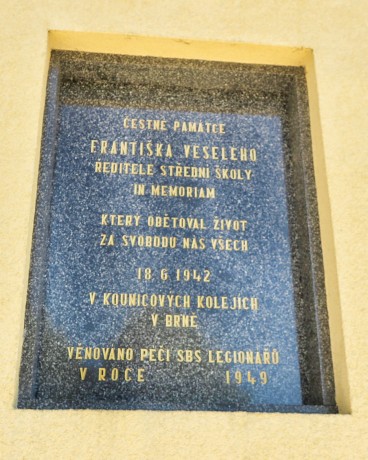 ČESTNÉ PAMÁTCE
FRANTIŠKA VESELÉHO
ŘEDITELE STŘEDNÍ ŠKOLY
IN MEMORIAM
KTERÝ OBĚTOVAL ŽIVOT
ZA SVOBODU NÁS VŠECH
18.6.1942
V KOUNICOVÝCH KOLEJÍCH
V BRNĚ
VĚNOVÁNO PÉČÍ SBS LEGIONÁŘŮ
V ROCE 1949